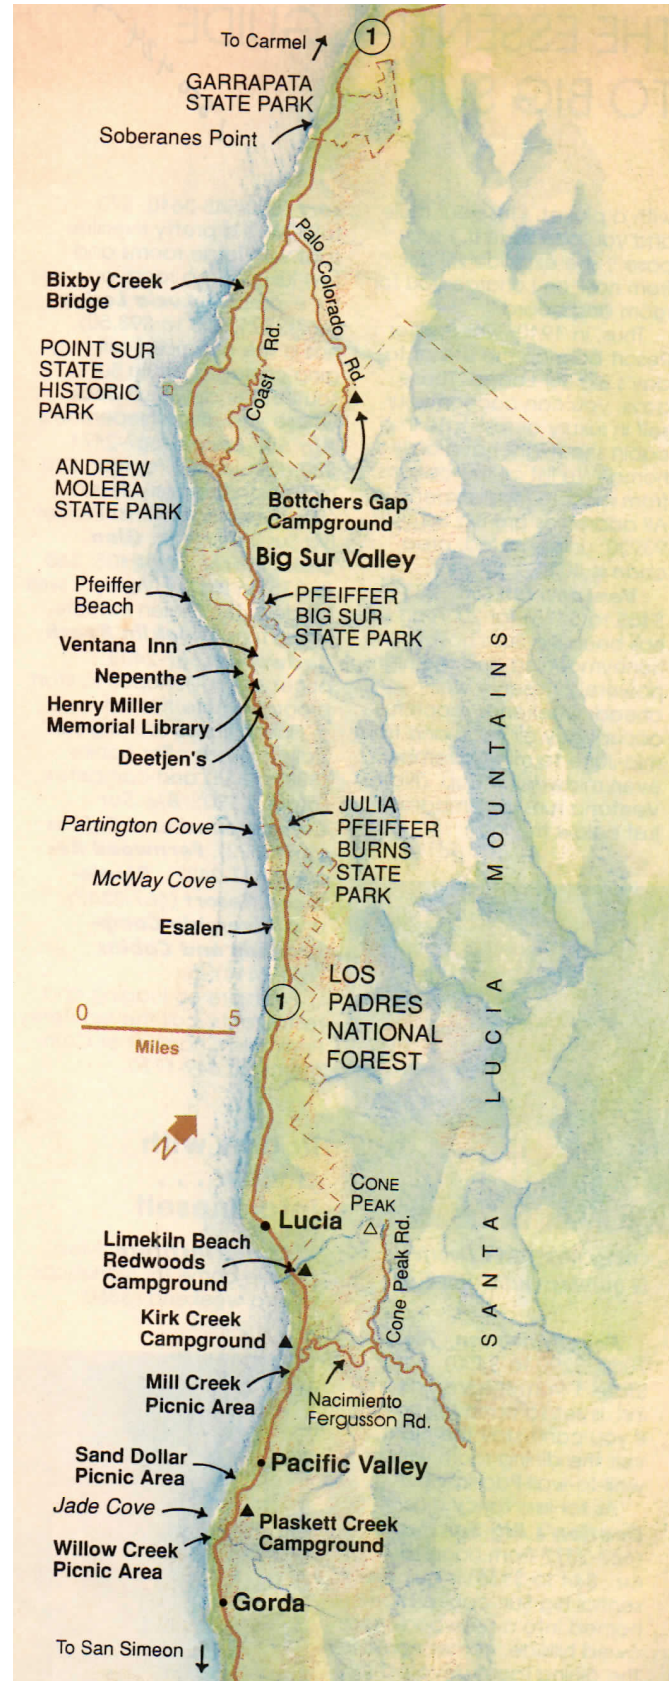 To Carmel
1
GARRAPATA
STATE PARK
Soberanes Point
Palo Colorado Rd.
Bixby Creek
Bridge
Coast Rd.
POINT SUR
STATE
HISTORIC
PARK
ANDREW
MOLERA
STATE PARK
Bottchers Gap
Campground
Big Sur Valley
Pfeiffer
Beach
PFEIFFER
BIG SUR
STATE PARK
Ventana Inn
Nepenthe
Henry Miller
Memorial Library
Deetjen's
SANTA LUCIA MOUNTAINS
Partington Cove
JULIA
PFEIFFER
BURNS
STATE
PARK
McWay Cove
Esalen
LOS
PADRES
NATIONAL
FOREST
1
0 5
Miles
N
CONE
PEAK
Lucia
Cone Peak Rd.
Limekiln Beach
Redwoods
Campground
Kirk Creek
Campground
Mill Creek
Picnic Area
Nacimiento
Fergusson Rd.
Sand Dollar
Picnic Area
Pacific Valley
Jade Cove
Plaskett Creek
Campground
Willow Creek
Picnic Area
Gorda
To San Simeon